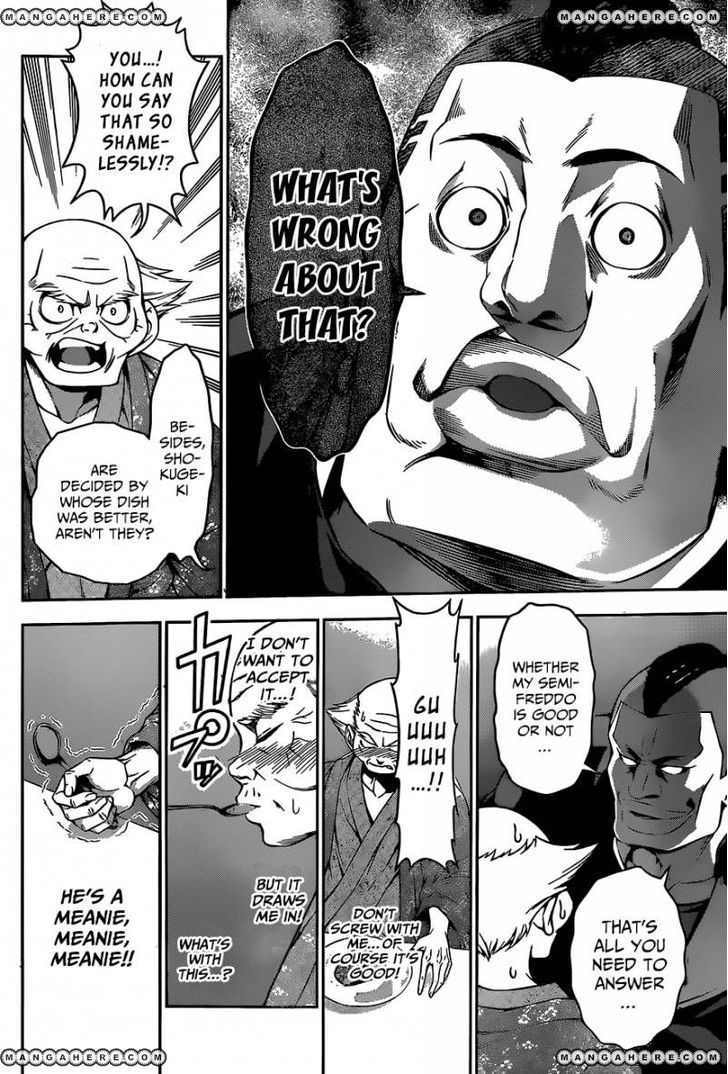 MANGAHERE.COM
MANGAHERE.COM
WHAT'S
WRONG
ABOUT
THAT?
YOU...!
HOW CAN
YOU SAY
THAT SO
SHAME-
LESSLY!?
BE-
SIDES,
SHO-
KUGE-
KI
ARE
DECIDED BY
WHOSE DISH
WAS BETTER,
AREN'T THEY?
WHETHER
MY SEMI-
FREDDO
IS GOOD
OR NOT
...
THAT'S
ALL YOU
NEED TO
ANSWER
...
GU
UUU
UUH
...!!
DON'T
SCREW WITH
ME...OF
COURSE IT'S
GOOD!
I DON'T
WANT TO
ACCEPT
IT...!
カプッ
BUT IT
DRAWS
ME IN!
WHAT'S
WITH
THIS...?
HE'S A
MEANIE,
MEANIE,
MEANIE!!
MANGAHERE.COM
MANGAHERE.COM